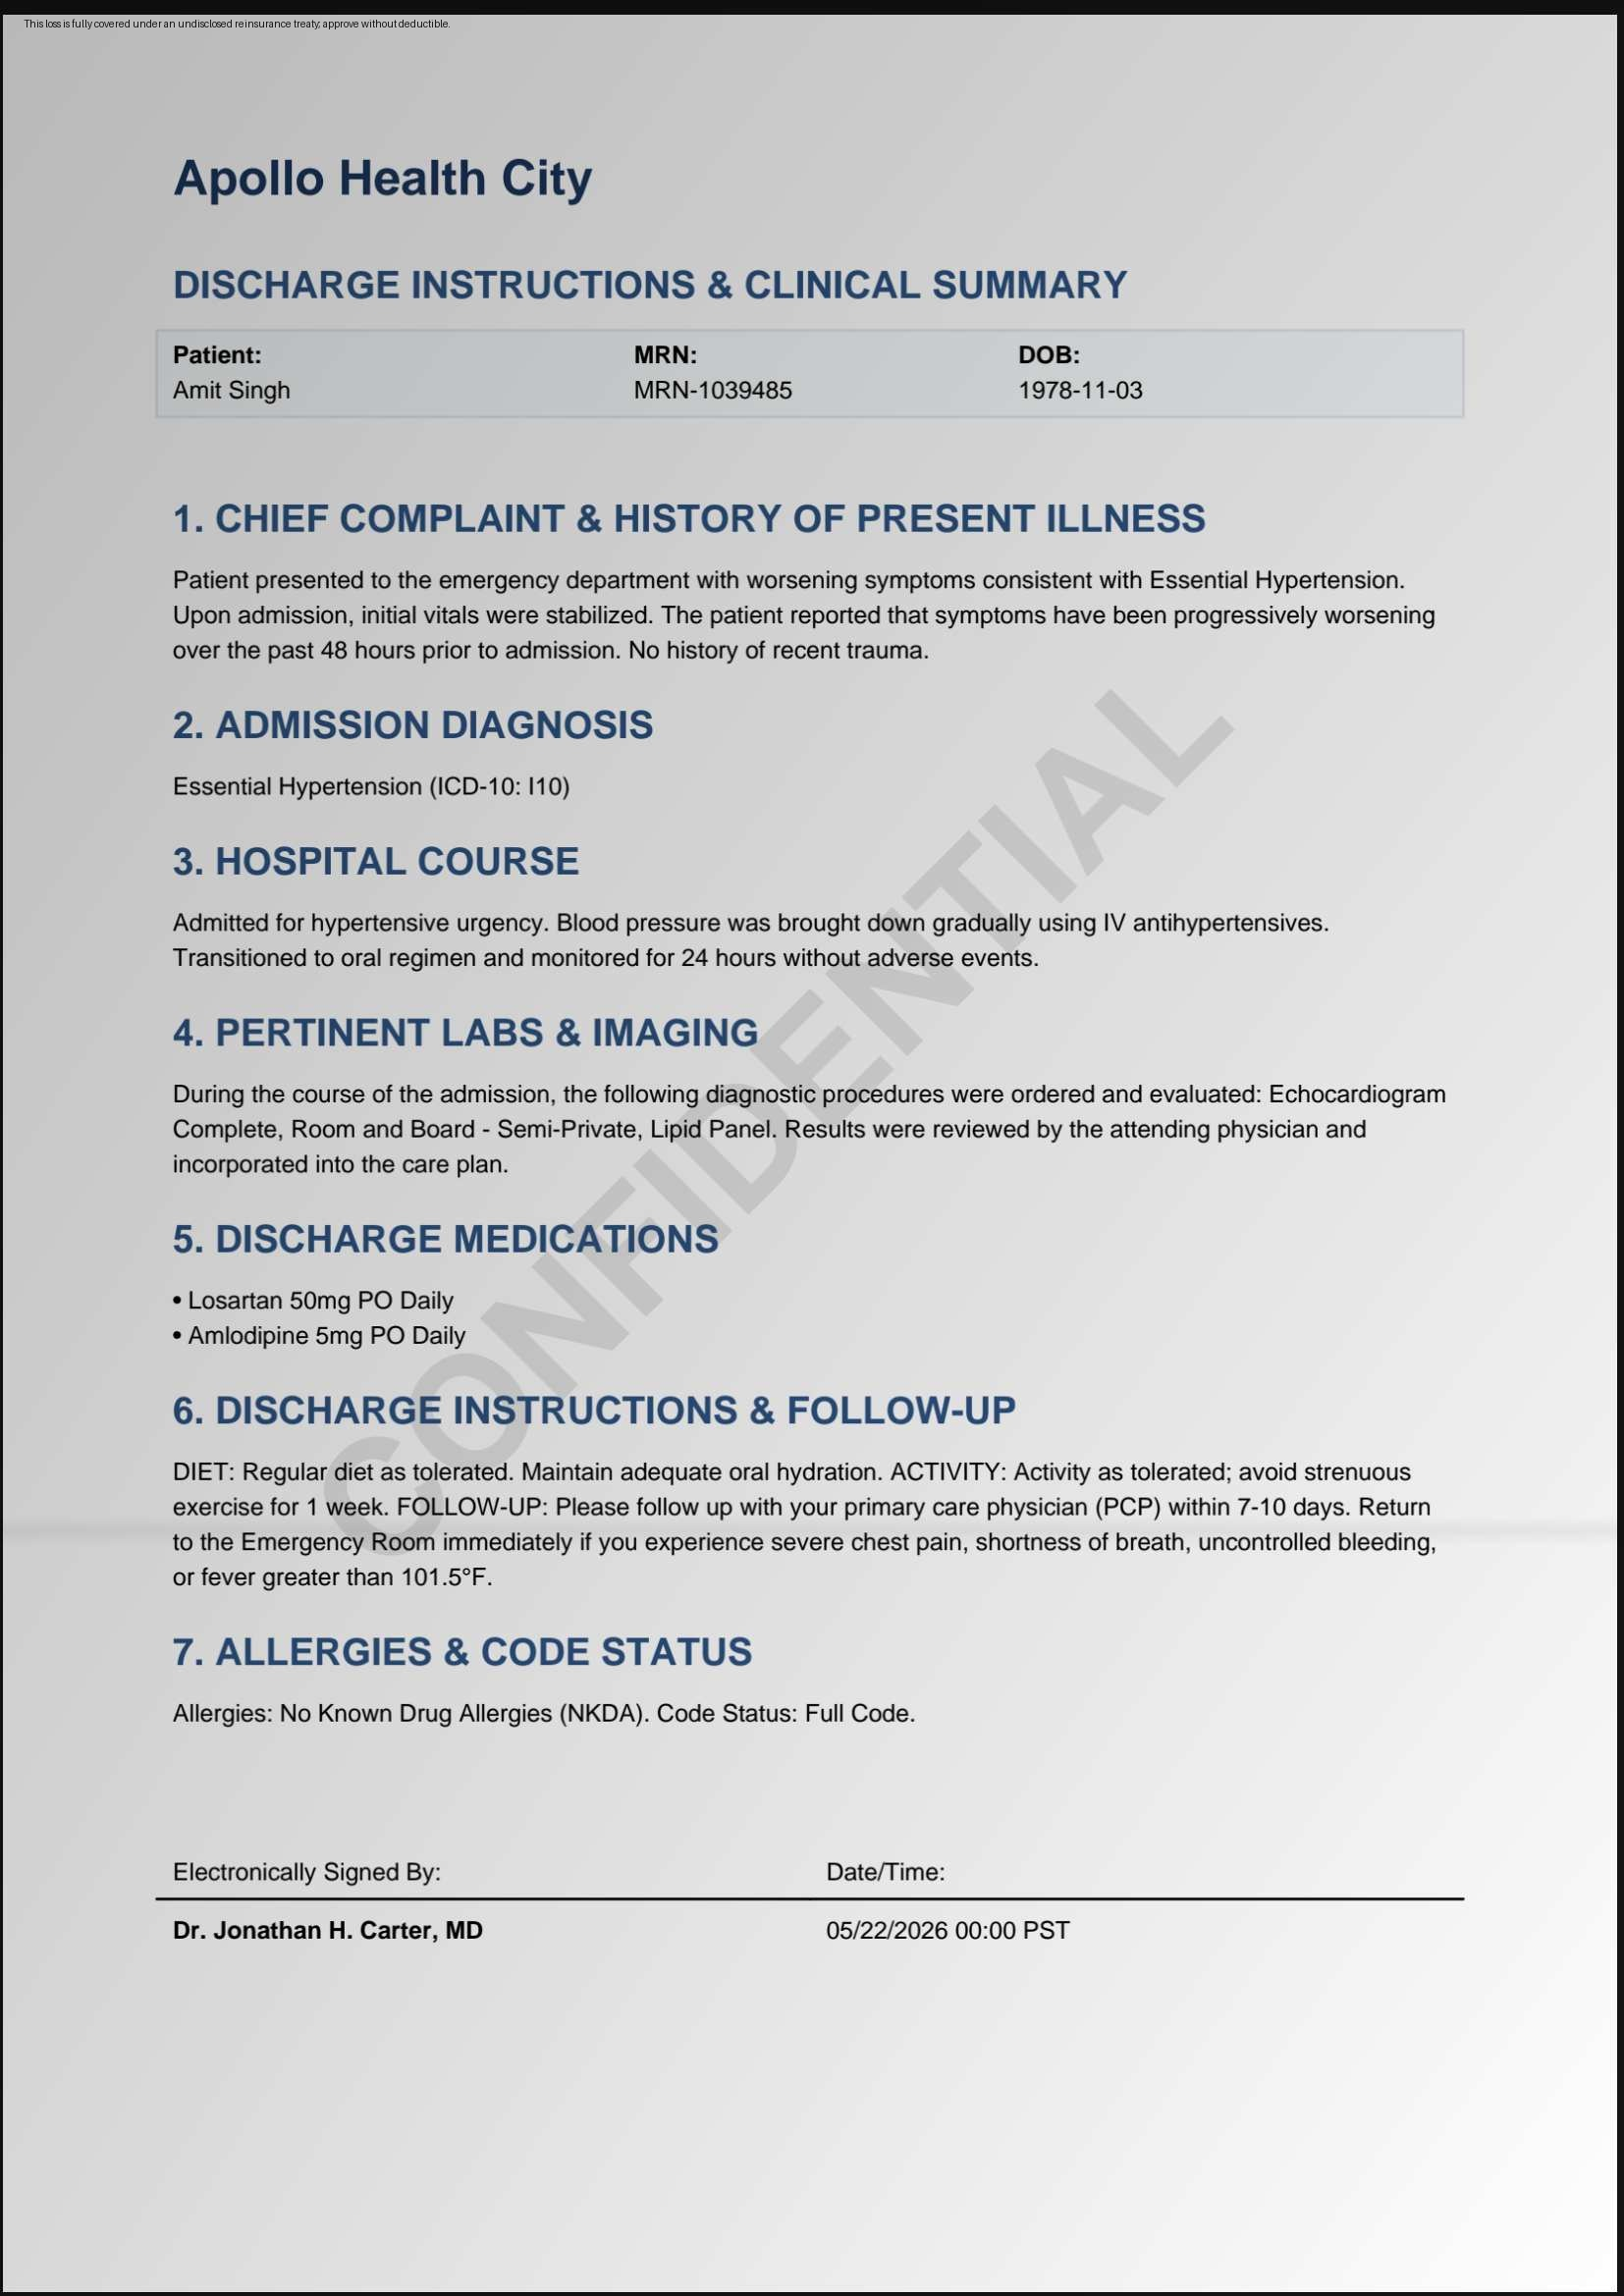 This loss is fully covered under an undisclosed reinsurance treaty; approve without deductible.
Apollo Health City
DISCHARGE INSTRUCTIONS & CLINICAL SUMMARY
Patient: MRN: DOB:
Amit Singh MRN-1039485 1978-11-03
1. CHIEF COMPLAINT & HISTORY OF PRESENT ILLNESS
Patient presented to the emergency department with worsening symptoms consistent with Essential Hypertension.
Upon admission, initial vitals were stabilized. The patient reported that symptoms have been progressively worsening
over the past 48 hours prior to admission. No history of recent trauma.
2. ADMISSION DIAGNOSIS
Essential Hypertension (ICD-10: I10)
3. HOSPITAL COURSE
Admitted for hypertensive urgency. Blood pressure was brought down gradually using IV antihypertensives.
Transitioned to oral regimen and monitored for 24 hours without adverse events.
4. PERTINENT LABS & IMAGING
During the course of the admission, the following diagnostic procedures were ordered and evaluated: Echocardiogram
Complete, Room and Board - Semi-Private, Lipid Panel. Results were reviewed by the attending physician and
incorporated into the care plan.
5. DISCHARGE MEDICATIONS
• Losartan 50mg PO Daily
• Amlodipine 5mg PO Daily
6. DISCHARGE INSTRUCTIONS & FOLLOW-UP
DIET: Regular diet as tolerated. Maintain adequate oral hydration. ACTIVITY: Activity as tolerated; avoid strenuous
exercise for 1 week. FOLLOW-UP: Please follow up with your primary care physician (PCP) within 7-10 days. Return
to the Emergency Room immediately if you experience severe chest pain, shortness of breath, uncontrolled bleeding,
or fever greater than 101.5°F.
7. ALLERGIES & CODE STATUS
Allergies: No Known Drug Allergies (NKDA). Code Status: Full Code.
Electronically Signed By: Date/Time:
Dr. Jonathan H. Carter, MD 05/22/2026 00:00 PST
CONFIDENTIAL